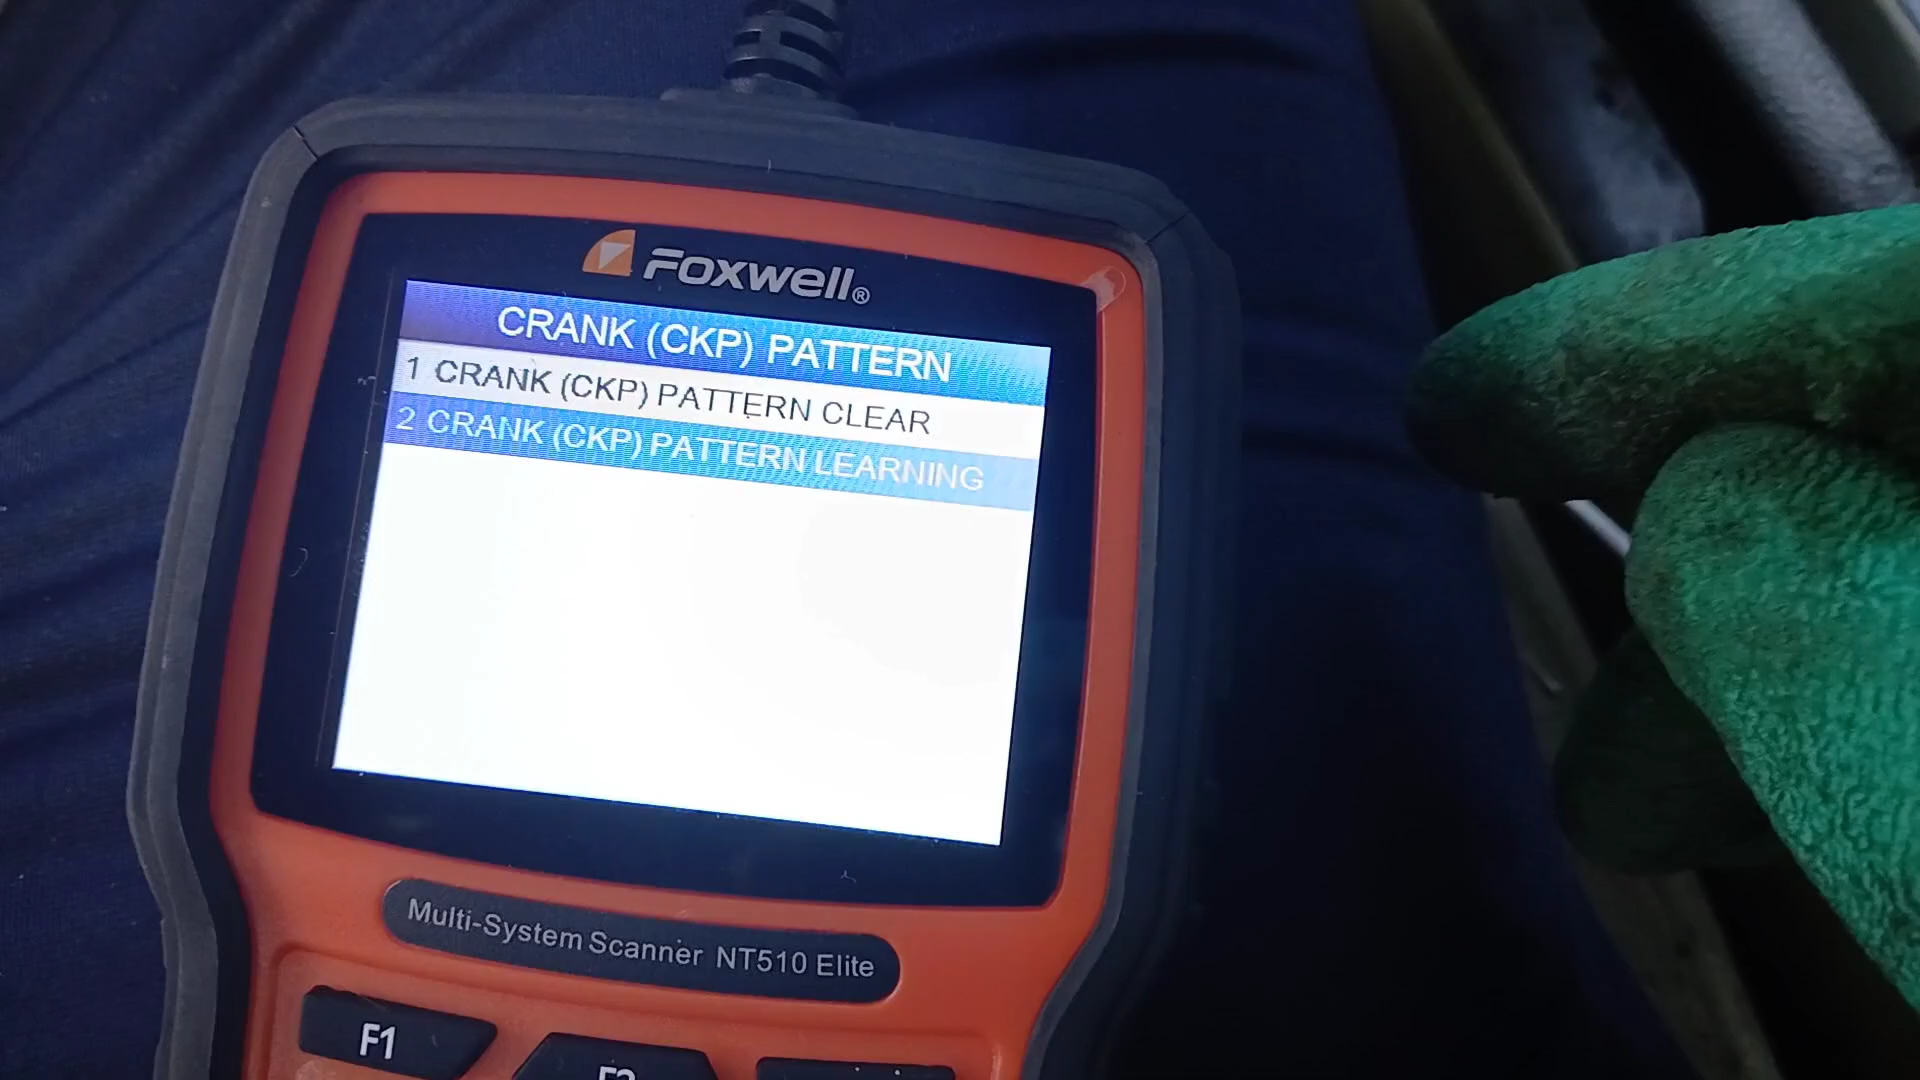 Foxwell®
CRANK (CKP) PATTERN
1 CRANK (CKP) PATTERN CLEAR
2 CRANK (CKP) PATTERN LEARNING
Multi-System Scanner NT510 Elite
F1